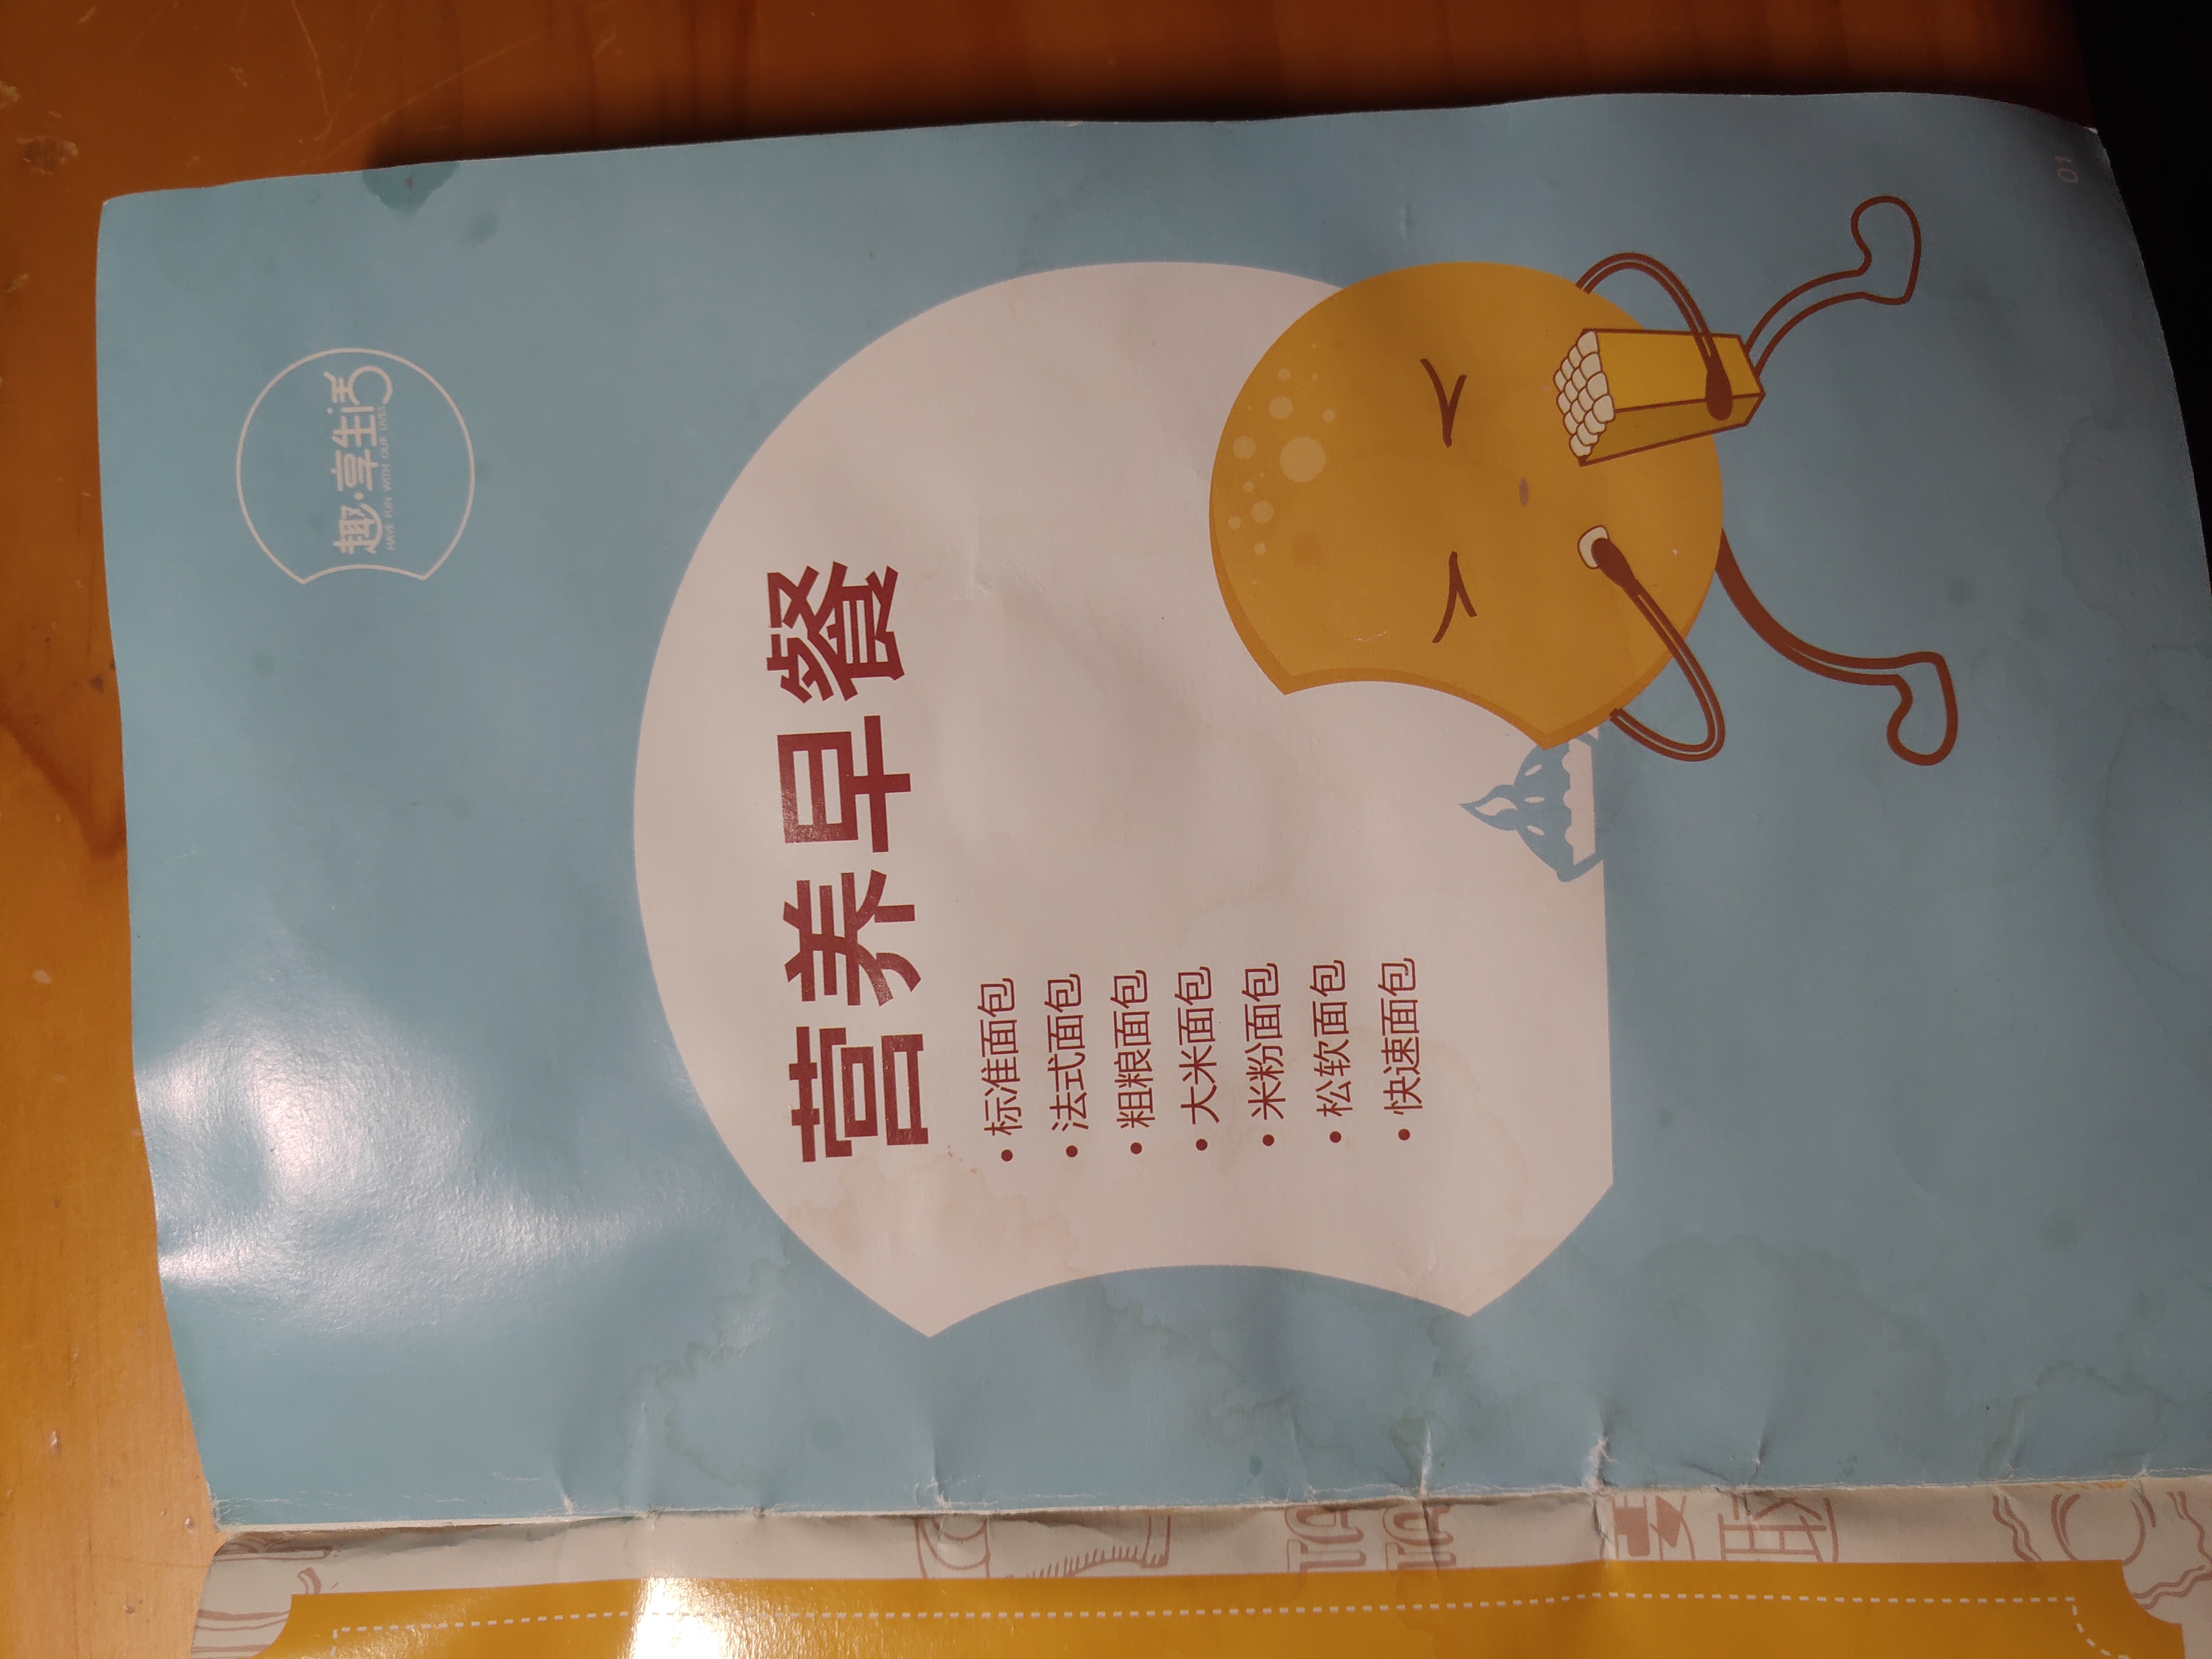 趣·享生活
HAVE FUN WITH OUR LIVES
营养早餐
• 标准面包
• 法式面包
• 粗粮面包
• 大米面包
• 米粉面包
• 松软面包
• 快速面包
01